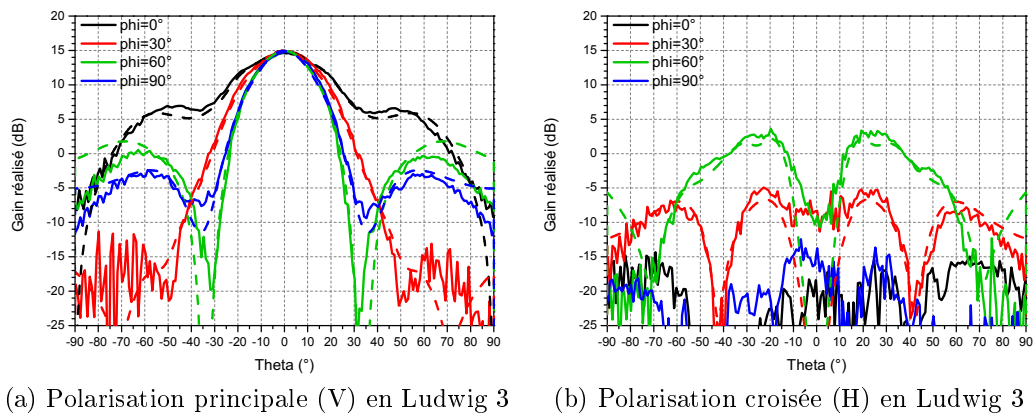 phi=0°
phi=30°
phi=60°
phi=90°
20
15
10
5
0
-5
-10
-15
-20
-25
Gain réalisé (dB)
-90 -80 -70 -60 -50 -40 -30 -20 -10 0 10 20 30 40 50 60 70 80 90
Theta (°)
(a) Polarisation principale (V) en Ludwig 3
phi=0°
phi=30°
phi=60°
phi=90°
20
15
10
5
0
-5
-10
-15
-20
-25
Gain réalisé (dB)
-90 -80 -70 -60 -50 -40 -30 -20 -10 0 10 20 30 40 50 60 70 80 90
Theta (°)
(b) Polarisation croisée (H) en Ludwig 3